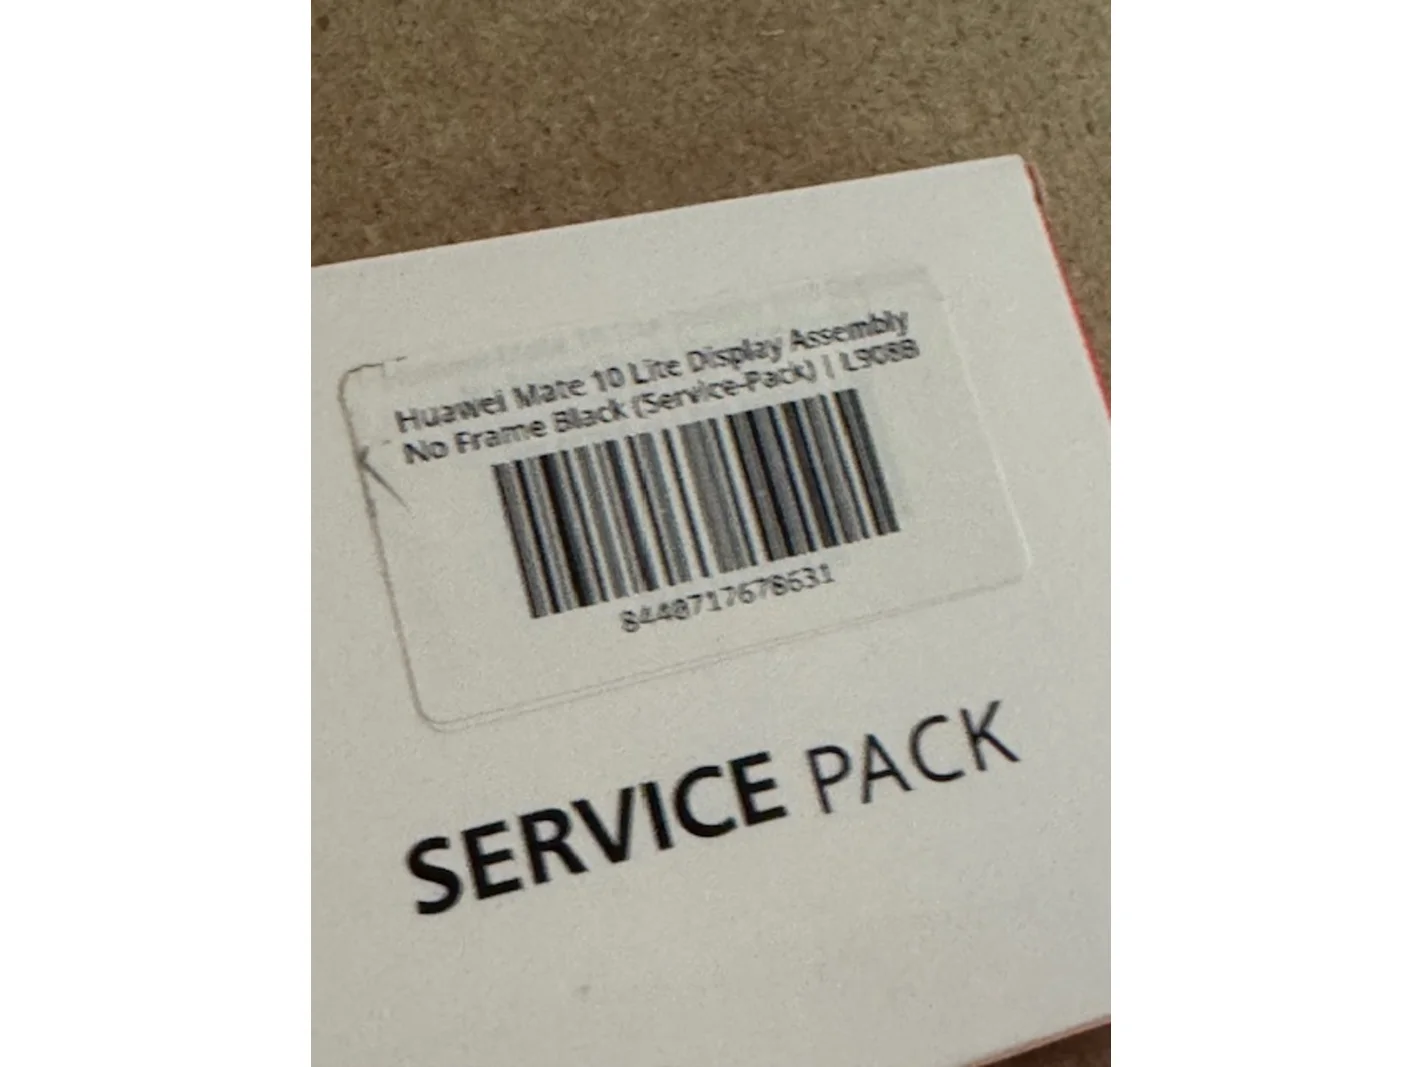 Huawei Mate 10 Lite Display Assembly
No Frame Black (Service-Pack) | L908B
8448717678631
SERVICE PACK